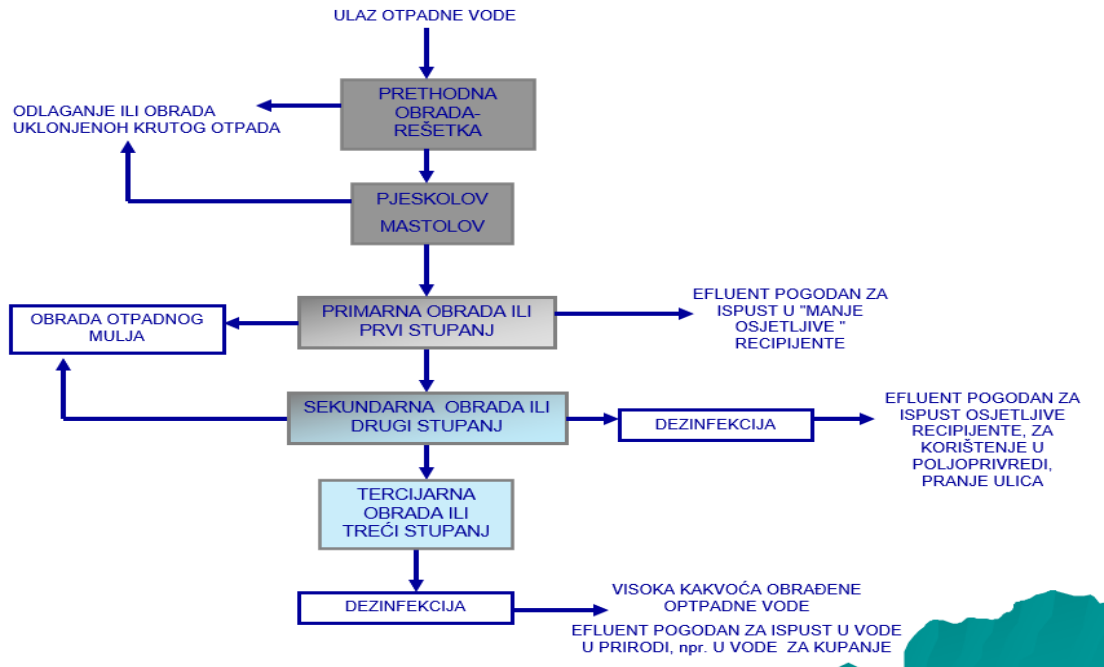 ULAZ OTPADNE VODE
PRETHODNA
OBRADA-
REŠETKA
ODLAGANJE ILI OBRADA
UKLONJENOH KRUTOG OTPADA
PJESKOLOV
MASTOLOV
PRIMARNA OBRADA ILI
PRVI STUPANJ
EFLUENT POGODAN ZA
ISPUST U "MANJE
OSJETLJIVE "
RECIPIJENTE
OBRADA OTPADNOG
MULJA
SEKUNDARNA OBRADA ILI
DRUGI STUPANJ
DEZINFEKCIJA
EFLUENT POGODAN ZA
ISPUST OSJETLJIVE
RECIPIJENTE, ZA
KORIŠTENJE U
POLJOPRIVREDI,
PRANJE ULICA
TERCIJARNA
OBRADA ILI
TREĆI STUPANJ
DEZINFEKCIJA
VISOKA KAKVOĆA OBRAĐENE
OPTPADNE VODE
EFLUENT POGODAN ZA ISPUST U VODE
U PRIRODI, npr. U VODE ZA KUPANJE